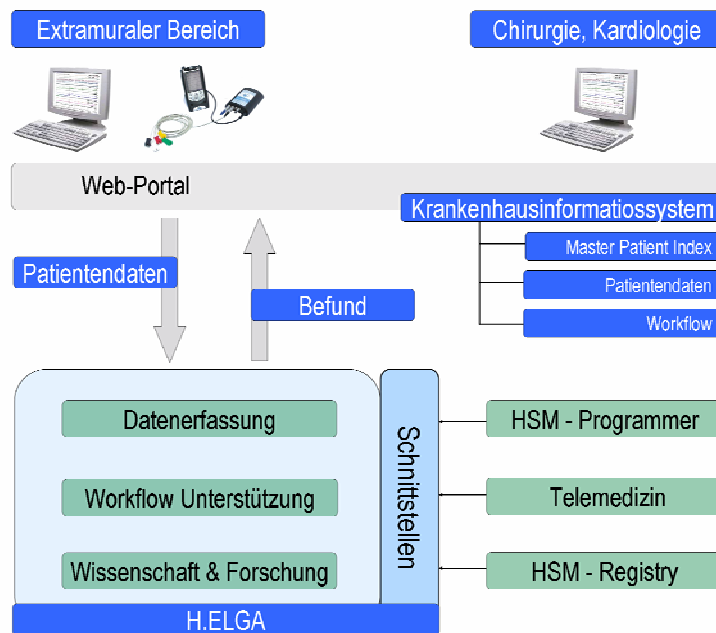 Extramuraler Bereich
Chirurgie, Kardiologie
Web-Portal
Krankenhausinformatiossystem
Master Patient Index
Patientendaten
Workflow
Patientendaten
Befund
Datenerfassung
Workflow Unterstützung
Wissenschaft & Forschung
H.ELGA
Schnittstellen
HSM - Programmer
Telemedizin
HSM - Registry